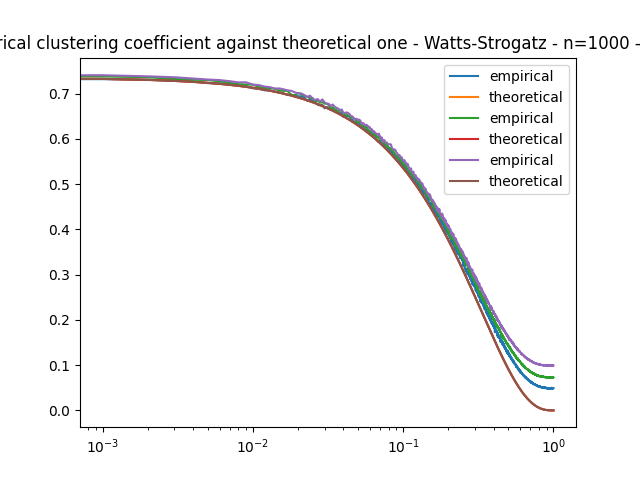 rical clustering coefficient against theoretical one - Watts-Strogatz - n=1000 -
empirical
theoretical
empirical
theoretical
empirical
theoretical
0.7
0.6
0.5
0.4
0.3
0.2
0.1
0.0
10⁻³ 10⁻² 10⁻¹ 10⁰